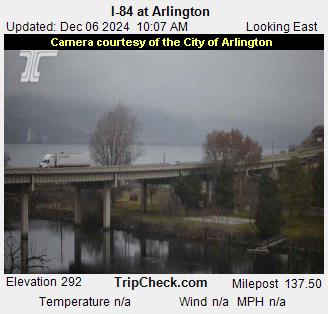 I-84 at Arlington
Updated: Dec 06 2024 10:07 AM Looking East
Camera courtesy of the City of Arlington
Elevation 292 TripCheck.com Milepost 137.50
Temperature n/a Wind n/a MPH n/a